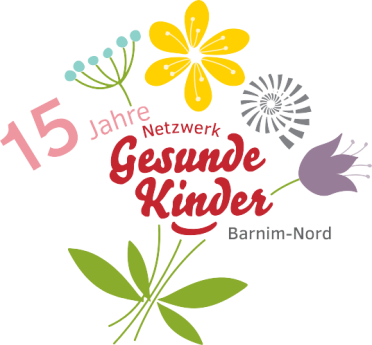 15 Jahre
Netzwerk
Gesunde
Kinder
Barnim-Nord